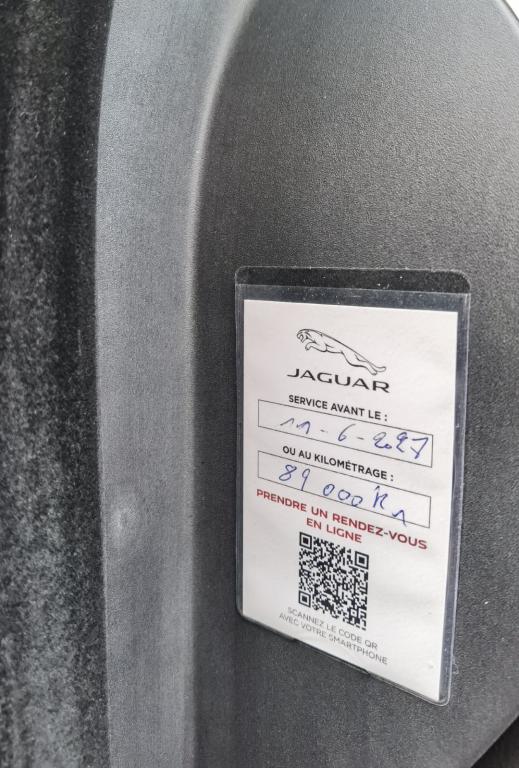 JAGUAR
SERVICE AVANT LE :
11-6-2027
OU AU KILOMÉTRAGE :
89 000 Km
PRENDRE UN RENDEZ-VOUS
EN LIGNE
SCANNEZ LE CODE QR
AVEC VOTRE SMARTPHONE